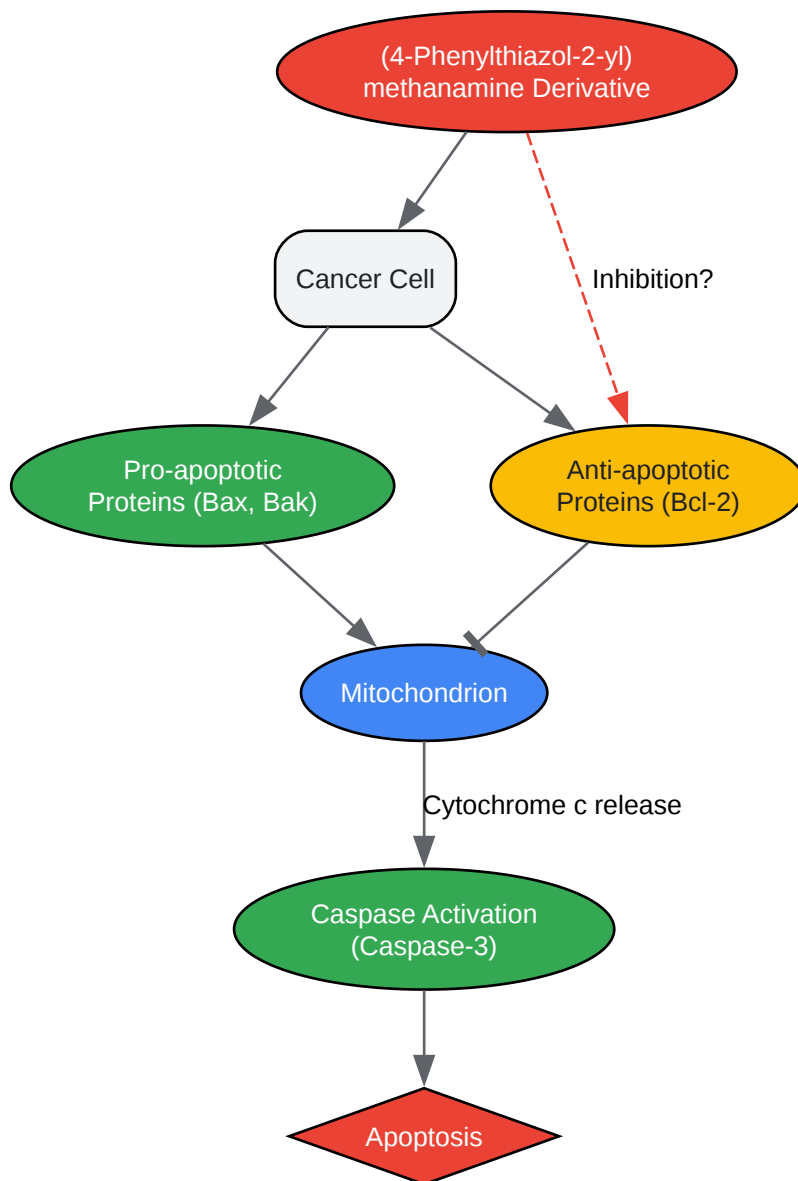 (4-Phenylthiazol-2-yl)
methanamine Derivative
Cancer Cell
Inhibition?
Pro-apoptotic
Proteins (Bax, Bak)
Anti-apoptotic
Proteins (Bcl-2)
Mitochondrion
Cytochrome c release
Caspase Activation
(Caspase-3)
Apoptosis